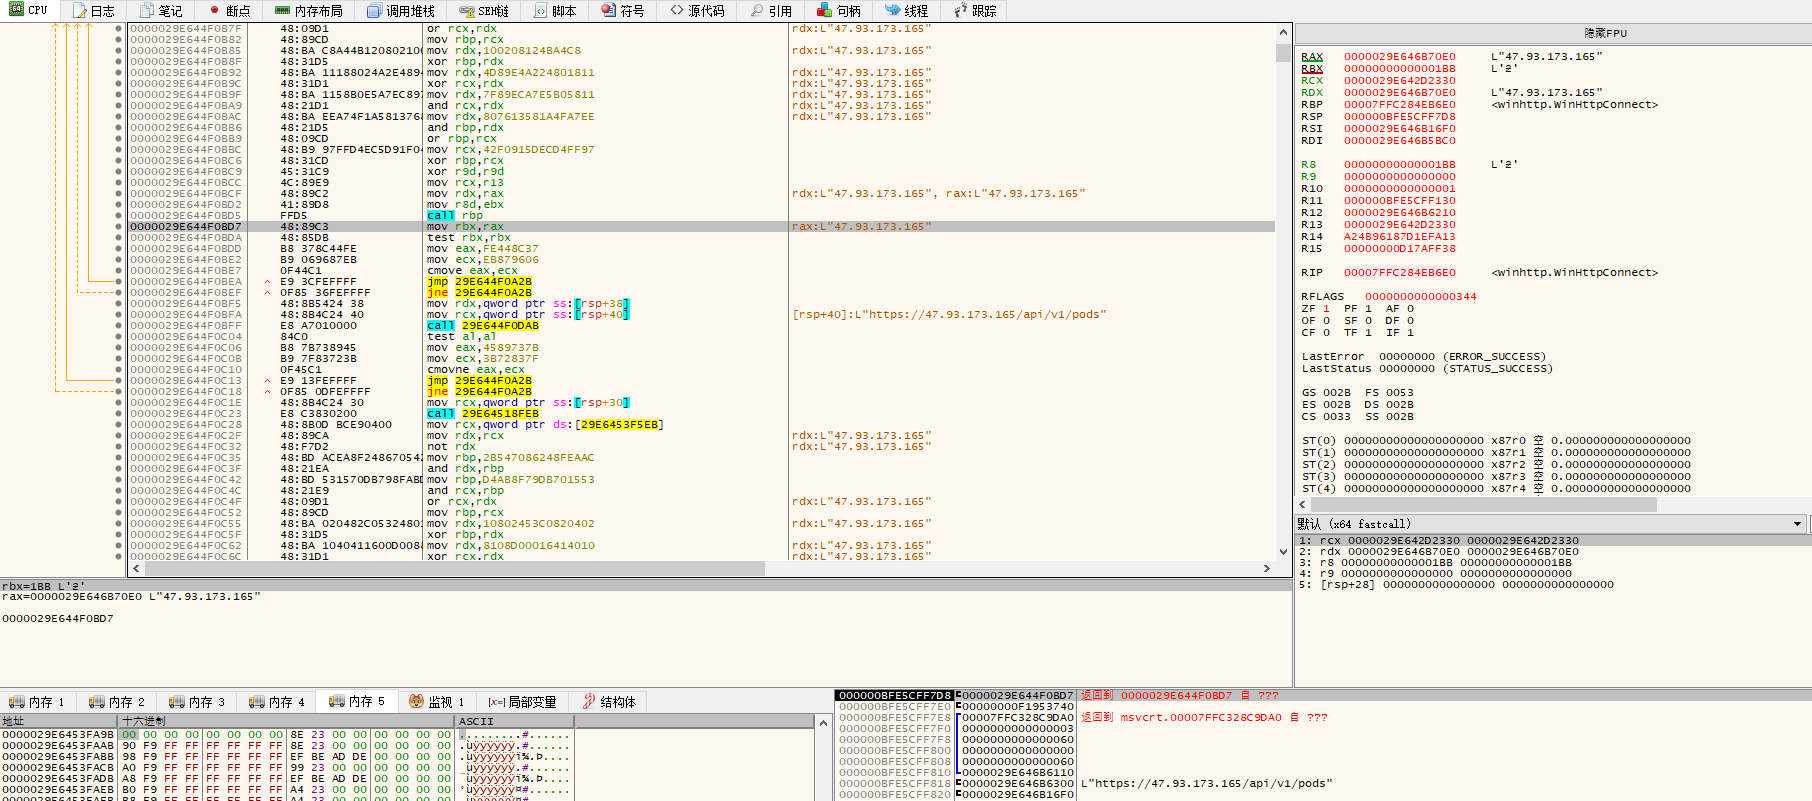 CPU 日志 笔记 断点 内存布局 调用堆栈 SEH链 脚本 符号 源代码 引用 句柄 线程 跟踪
0000029E644F0B7F 48:09D1 or rcx,rdx rdx:L"47.93.173.165"
0000029E644F0B82 48:89CD mov rbp,rcx
0000029E644F0B85 48:BA C8A44B1208021000 mov rdx,100208124BA4C8 rdx:L"47.93.173.165"
0000029E644F0B8F 48:31D5 xor rbp,rdx rdx:L"47.93.173.165"
0000029E644F0B92 48:BA 11188024A2E4894 mov rdx,4D89E4A224801811 rdx:L"47.93.173.165"
0000029E644F0B9C 48:31D1 xor rcx,rdx rdx:L"47.93.173.165"
0000029E644F0B9F 48:BA 1158B0E5A7EC897 mov rdx,7F89ECA7E5B05811 rdx:L"47.93.173.165"
0000029E644F0BA9 48:21D1 and rcx,rdx rdx:L"47.93.173.165"
0000029E644F0BAC 48:BA EEA74F1A5813768 mov rdx,807613581A4FA7EE rdx:L"47.93.173.165"
0000029E644F0BB6 48:21D5 and rbp,rdx
0000029E644F0BB9 48:09CD or rbp,rcx
0000029E644F0BBC 48:B9 97FFD4EC5D91F04 mov rcx,42F0915DECD4FF97
0000029E644F0BC6 48:31CD xor rbp,rcx
0000029E644F0BC9 45:31C9 xor r9d,r9d
0000029E644F0BCC 4C:89E9 mov rcx,r13
0000029E644F0BCF 48:89C2 mov rdx,rax rdx:L"47.93.173.165", rax:L"47.93.173.165"
0000029E644F0BD2 41:89D8 mov r8d,ebx
0000029E644F0BD5 FFD5 call rbp
0000029E644F0BD7 48:89C3 mov rbx,rax rax:L"47.93.173.165"
0000029E644F0BDA 48:85DB test rbx,rbx
0000029E644F0BDD B8 378C44FE mov eax,FE448C37
0000029E644F0BE2 B9 069687EB mov ecx,EB879606
0000029E644F0BE7 0F44C1 cmove eax,ecx
0000029E644F0BEA E9 3CFEFFFF jmp 29E644F0A2B
0000029E644F0BEF 0F85 36FEFFFF jne 29E644F0A2B
0000029E644F0BF5 48:8B5424 38 mov rdx,qword ptr ss:[rsp+38]
0000029E644F0BFA 48:8B4C24 40 mov rcx,qword ptr ss:[rsp+40] [rsp+40]:L"https://47.93.173.165/api/v1/pods"
0000029E644F0BFF E8 A7010000 call 29E644F0DAB
0000029E644F0C04 84C0 test al,al
0000029E644F0C06 B8 7B738945 mov eax,4589737B
0000029E644F0C0B B9 7F83723B mov ecx,3B72837F
0000029E644F0C10 0F45C1 cmovne eax,ecx
0000029E644F0C13 E9 13FEFFFF jmp 29E644F0A2B
0000029E644F0C18 0F85 0DFEFFFF jne 29E644F0A2B
0000029E644F0C1E 48:8B4C24 30 mov rcx,qword ptr ss:[rsp+30]
0000029E644F0C23 E8 C3830200 call 29E64518FEB
0000029E644F0C28 48:8B0D BCE90400 mov rcx,qword ptr ds:[29E6453F5EB]
0000029E644F0C2F 48:89CA mov rdx,rcx rdx:L"47.93.173.165"
0000029E644F0C32 48:F7D2 not rdx rdx:L"47.93.173.165"
0000029E644F0C35 48:BD ACEA8F248670542 mov rbp,2B547086248FEAAC
0000029E644F0C3F 48:21EA and rdx,rbp
0000029E644F0C42 48:BD 531570DB798FABD mov rbp,D4AB8F79DB701553
0000029E644F0C4C 48:21E9 and rcx,rbp
0000029E644F0C4F 48:09D1 or rcx,rdx rdx:L"47.93.173.165"
0000029E644F0C52 48:89CD mov rbp,rcx
0000029E644F0C55 48:BA 020482C05324801 mov rdx,10802453C0820402 rdx:L"47.93.173.165"
0000029E644F0C5F 48:31D5 xor rbp,rdx rdx:L"47.93.173.165"
0000029E644F0C62 48:BA 1040411600D0088 mov rdx,8108D00016414010 rdx:L"47.93.173.165"
0000029E644F0C6C 48:31D1 xor rcx,rdx rdx:L"47.93.173.165"
rbx=1BB L'ƻ'
rax=0000029E646B70E0 L"47.93.173.165"
0000029E644F0BD7
隐藏FPU
RAX 0000029E646B70E0 L"47.93.173.165"
RBX 00000000000001BB L'ƻ'
RCX 0000029E642D2330
RDX 0000029E646B70E0 L"47.93.173.165"
RBP 00007FFC284EB6E0 <winhttp.WinHttpConnect>
RSP 000000BFE5CFF7D8
RSI 0000029E646B16F0
RDI 0000029E646B5BC0
R8 00000000000001BB L'ƻ'
R9 0000000000000000
R10 0000000000000001
R11 000000BFE5CFF130
R12 0000029E646B6210
R13 0000029E642D2330
R14 A24B96187D1EFA13
R15 00000000D17AFF38
RIP 00007FFC284EB6E0 <winhttp.WinHttpConnect>
RFLAGS 0000000000000344
ZF 1 PF 1 AF 0
OF 0 SF 0 DF 0
CF 0 TF 1 IF 1
LastError 00000000 (ERROR_SUCCESS)
LastStatus 00000000 (STATUS_SUCCESS)
GS 002B FS 0053
ES 002B DS 002B
CS 0033 SS 002B
ST(0) 00000000000000000000 x87r0 空 0.000000000000000000
ST(1) 00000000000000000000 x87r1 空 0.000000000000000000
ST(2) 00000000000000000000 x87r2 空 0.000000000000000000
ST(3) 00000000000000000000 x87r3 空 0.000000000000000000
ST(4) 00000000000000000000 x87r4 空 0.000000000000000000
默认 (x64 fastcall)
1: rcx 0000029E642D2330 0000029E642D2330
2: rdx 0000029E646B70E0 0000029E646B70E0
3: r8 00000000000001BB 00000000000001BB
4: r9 0000000000000000 0000000000000000
5: [rsp+28] 0000000000000000 0000000000000000
内存 1 内存 2 内存 3 内存 4 内存 5 监视 1 [x=] 局部变量 结构体
地址 十六进制 ASCII
0000029E6453FA9B 00 00 00 00 00 00 00 00 8E 23 00 00 00 00 00 00 .........#......
0000029E6453FAAB 90 F9 FF FF FF FF FF FF 8E 23 00 00 00 00 00 00 .ùÿÿÿÿÿÿ.#......
0000029E6453FABB 98 F9 FF FF FF FF FF FF EF BE AD DE 00 00 00 00 .ùÿÿÿÿÿÿï¾.Þ....
0000029E6453FACB A0 F9 FF FF FF FF FF FF 99 23 00 00 00 00 00 00 ùÿÿÿÿÿÿ.#......
0000029E6453FADB A8 F9 FF FF FF FF FF FF EF BE AD DE 00 00 00 00 ¨ùÿÿÿÿÿÿï¾.Þ....
0000029E6453FAEB B0 F9 FF FF FF FF FF FF A4 23 00 00 00 00 00 00 °ùÿÿÿÿÿÿ¤#......
000000BFE5CFF7D8 0000029E644F0BD7 返回到 0000029E644F0BD7 自 ???
000000BFE5CFF7E0 00000000F1953740
000000BFE5CFF7E8 00007FFC328C9DA0 返回到 msvcrt.00007FFC328C9DA0 自 ???
000000BFE5CFF7F0 0000000000000003
000000BFE5CFF7F8 0000000000000060
000000BFE5CFF800 0000000000000000
000000BFE5CFF808 0000000000000060
000000BFE5CFF810 0000029E646B6110
000000BFE5CFF818 0000029E646B6300 L"https://47.93.173.165/api/v1/pods"
000000BFE5CFF820 0000029E646B16F0